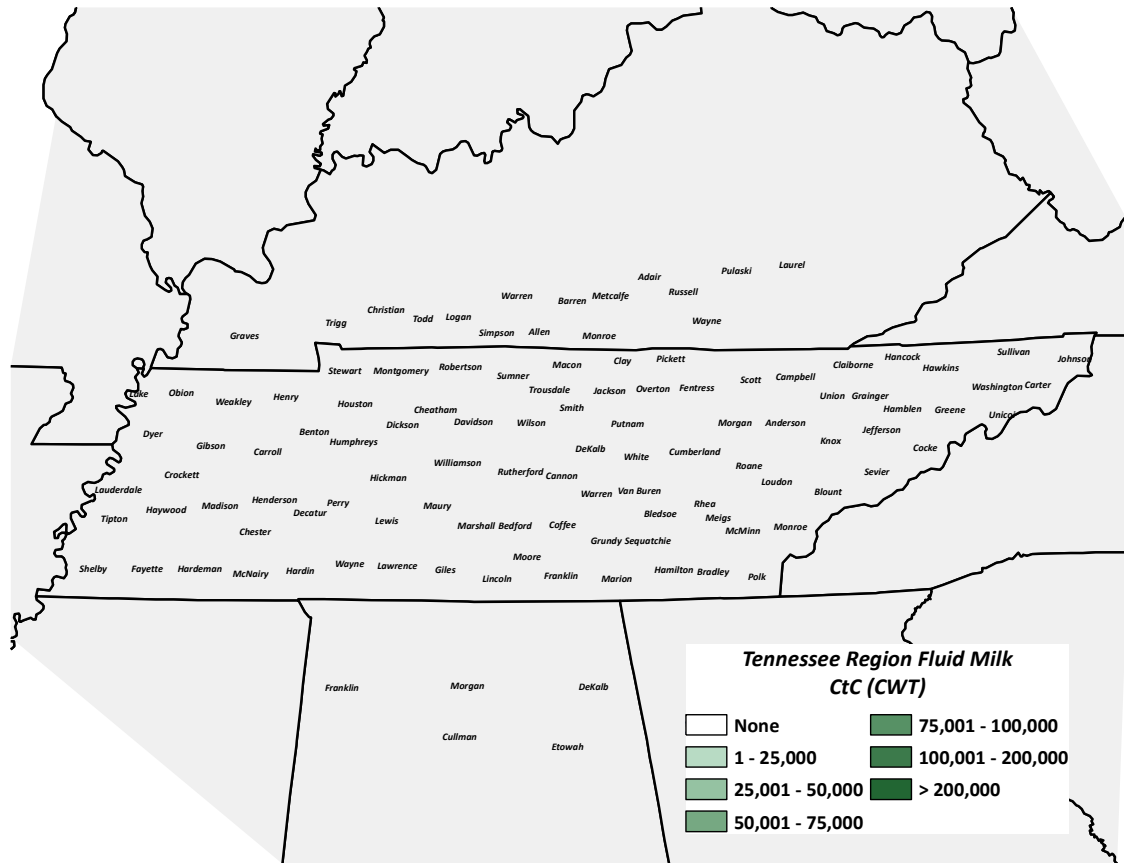 Laurel
Pulaski
Adair
Russell
Metcalfe
Barren
Warren
Christian
Logan
Todd
Trigg
Wayne
Simpson
Allen
Monroe
Graves
Stewart
Montgomery
Robertson
Sumner
Macon
Clay
Pickett
Scott
Campbell
Claiborne
Hancock
Hawkins
Sullivan
Johnson
Lake
Obion
Weakley
Henry
Houston
Cheatham
Trousdale
Jackson
Overton
Fentress
Union
Grainger
Washington
Carter
Smith
Hamblen
Greene
Unicoi
Dyer
Gibson
Carroll
Benton
Humphreys
Dickson
Davidson
Wilson
Putnam
Morgan
Anderson
Knox
Jefferson
Cocke
DeKalb
White
Cumberland
Williamson
Rutherford
Cannon
Roane
Loudon
Sevier
Crockett
Hickman
Lauderdale
Tipton
Haywood
Madison
Henderson
Decatur
Perry
Maury
Warren
Van Buren
Rhea
Blount
Chester
Lewis
Marshall
Bedford
Coffee
Bledsoe
Meigs
McMinn
Monroe
Grundy
Sequatchie
Moore
Shelby
Fayette
Hardeman
McNairy
Hardin
Wayne
Lawrence
Giles
Lincoln
Franklin
Marion
Hamilton
Bradley
Polk
Franklin
Morgan
DeKalb
Cullman
Etowah
Tennessee Region Fluid Milk
CtC (CWT)
None
1 - 25,000
25,001 - 50,000
50,001 - 75,000
75,001 - 100,000
100,001 - 200,000
> 200,000